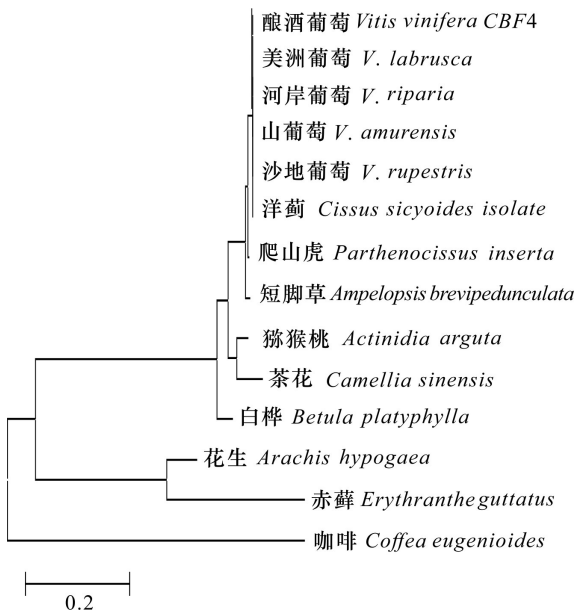 酿酒葡萄 Vitis vinifera CBF4
美洲葡萄 V. labrusca
河岸葡萄 V. riparia
山葡萄 V. amurensis
沙地葡萄 V. rupestris
洋蓟 Cissus sicyoides isolate
爬山虎 Parthenocissus inserta
短脚草 Ampelopsis brevipedunculata
猕猴桃 Actinidia arguta
茶花 Camellia sinensis
白桦 Betula platyphylla
花生 Arachis hypogaea
赤藓 Erythranthe guttatus
咖啡 Coffea eugenioides
0.2